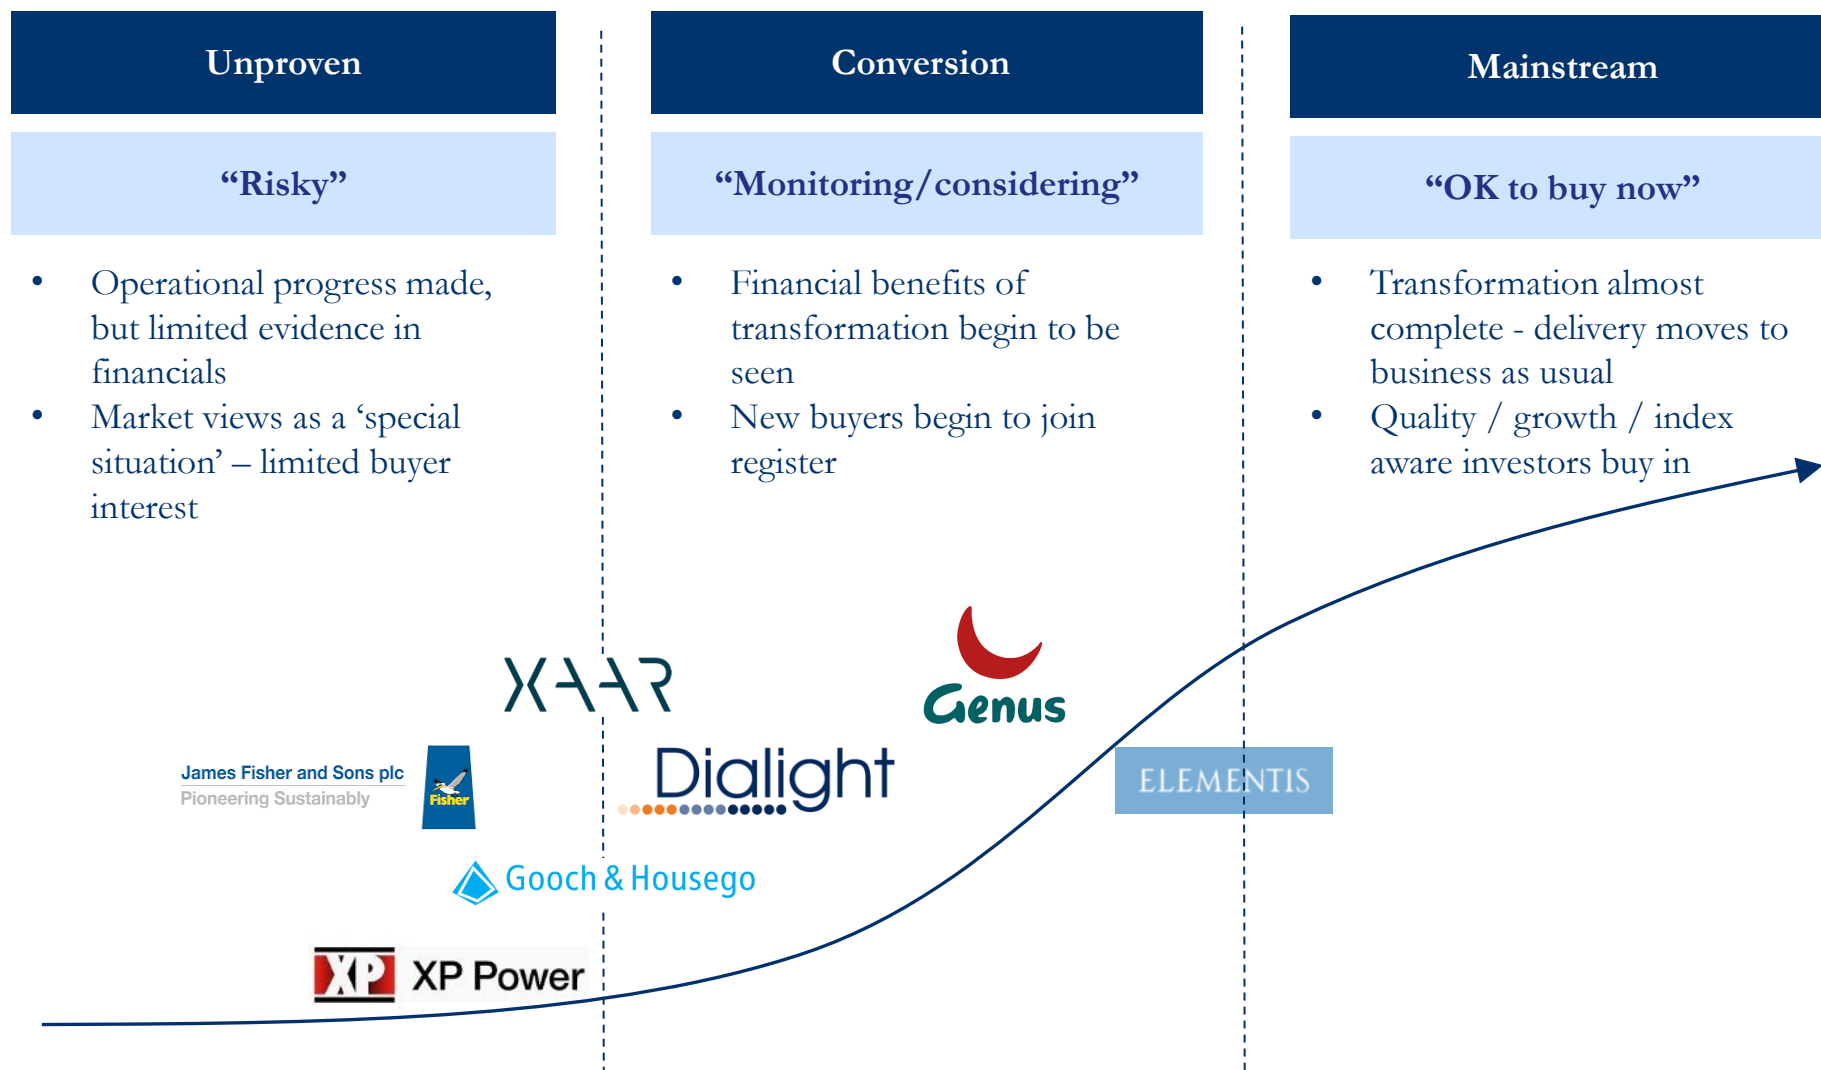 Unproven
“Risky”
• Operational progress made,
but limited evidence in
financials
• Market views as a ‘special
situation’ – limited buyer
interest
Conversion
“Monitoring/considering”
• Financial benefits of
transformation begin to be
seen
• New buyers begin to join
register
Mainstream
“OK to buy now”
• Transformation almost
complete - delivery moves to
business as usual
• Quality / growth / index
aware investors buy in
XAAR
Genus
James Fisher and Sons plc
Pioneering Sustainably
Fisher
Dialight
ELEMENTIS
Gooch & Housego
XP XP Power